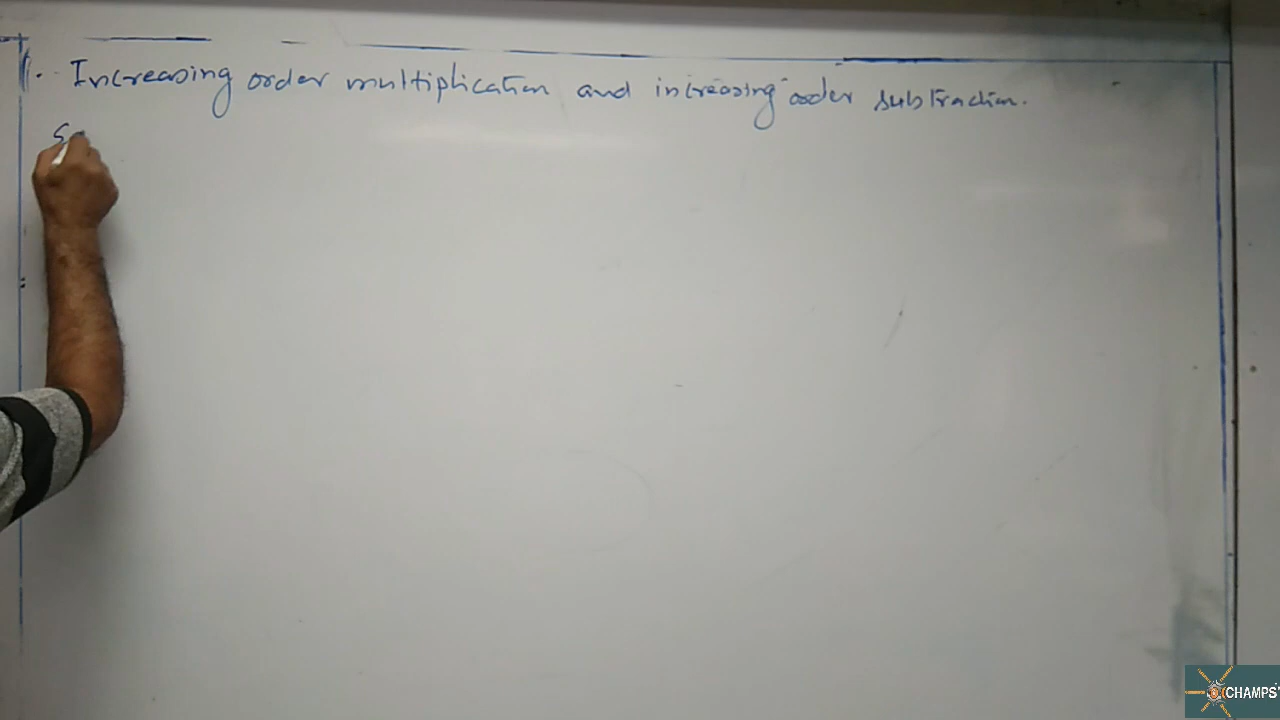 1. Increasing order multiplication and increasing order subtraction.
CHAMPS